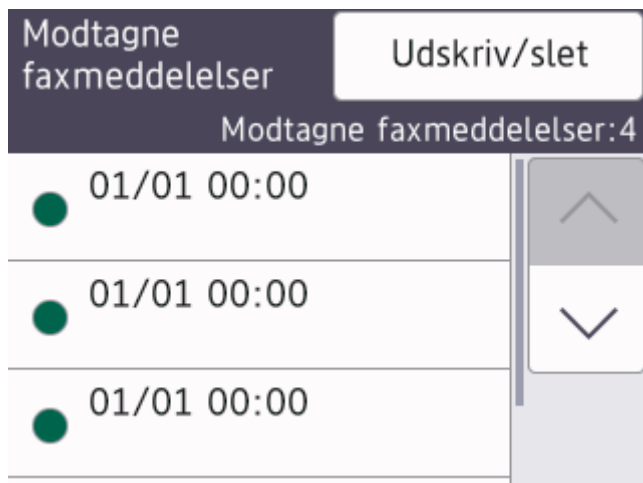 Modtagne
faxmeddelelser
Udskriv/slet
Modtagne faxmeddelelser:4
01/01 00:00
01/01 00:00
01/01 00:00